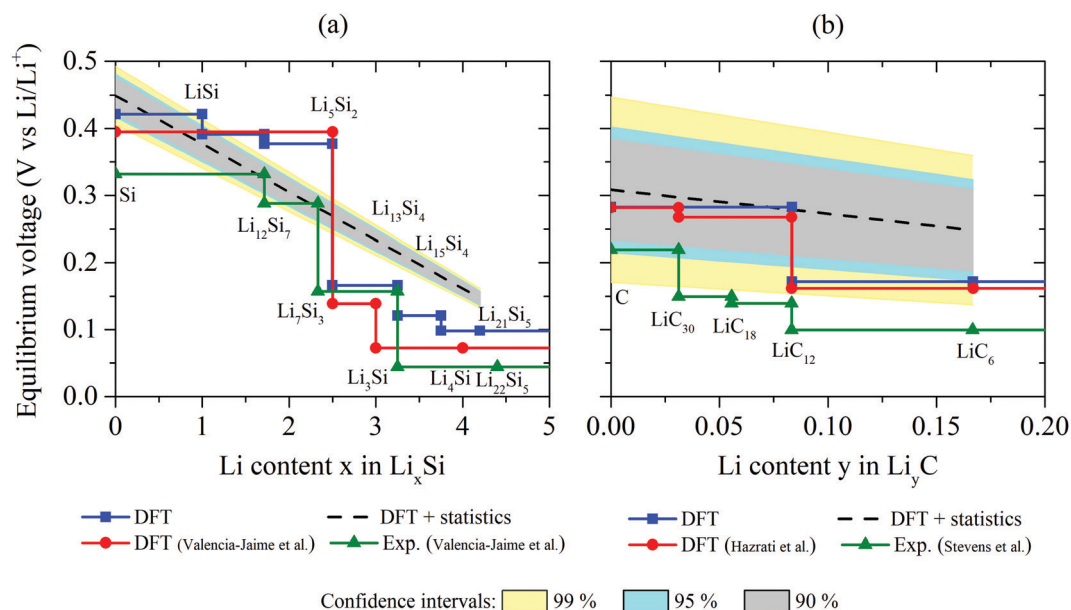 (a)
(b)
Equilibrium voltage (V vs Li/Li⁺)
0.5
0.4
0.3
0.2
0.1
0.0
LiSi
Li₅Si₂
Si
Li₁₂Si₇
Li₁₃Si₄
Li₁₅Si₄
Li₇Si₃
Li₂₁Si₅
Li₃Si
Li₄Si
Li₂₂Si₅
0 1 2 3 4 5
Li content x in LiₓSi
C
LiC₃₀
LiC₁₈
LiC₁₂
LiC₆
0.00 0.05 0.10 0.15 0.20
Li content y in Li_yC
DFT
DFT + statistics
DFT (Valencia-Jaime et al.)
Exp. (Valencia-Jaime et al.)
DFT
DFT + statistics
DFT (Hazrati et al.)
Exp. (Stevens et al.)
Confidence intervals: 99 % 95 % 90 %